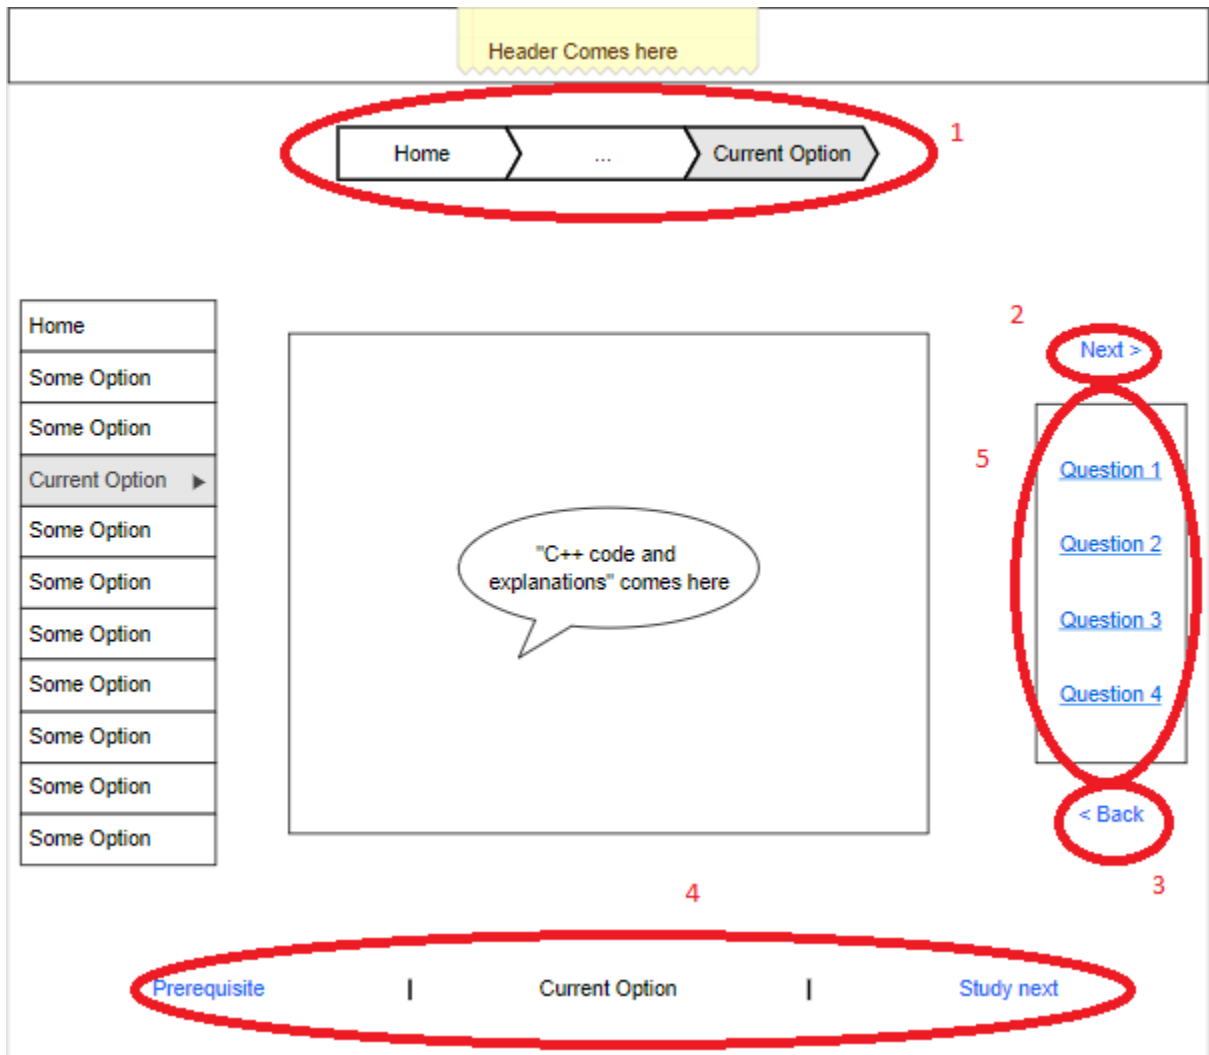 Header Comes here
1
Home
...
Current Option
Home
Some Option
Some Option
Current Option
Some Option
Some Option
Some Option
Some Option
Some Option
Some Option
Some Option
"C++ code and
explanations" comes here
2
Next >
5
Question 1
Question 2
Question 3
Question 4
< Back
3
4
Prerequisite | Current Option | Study next